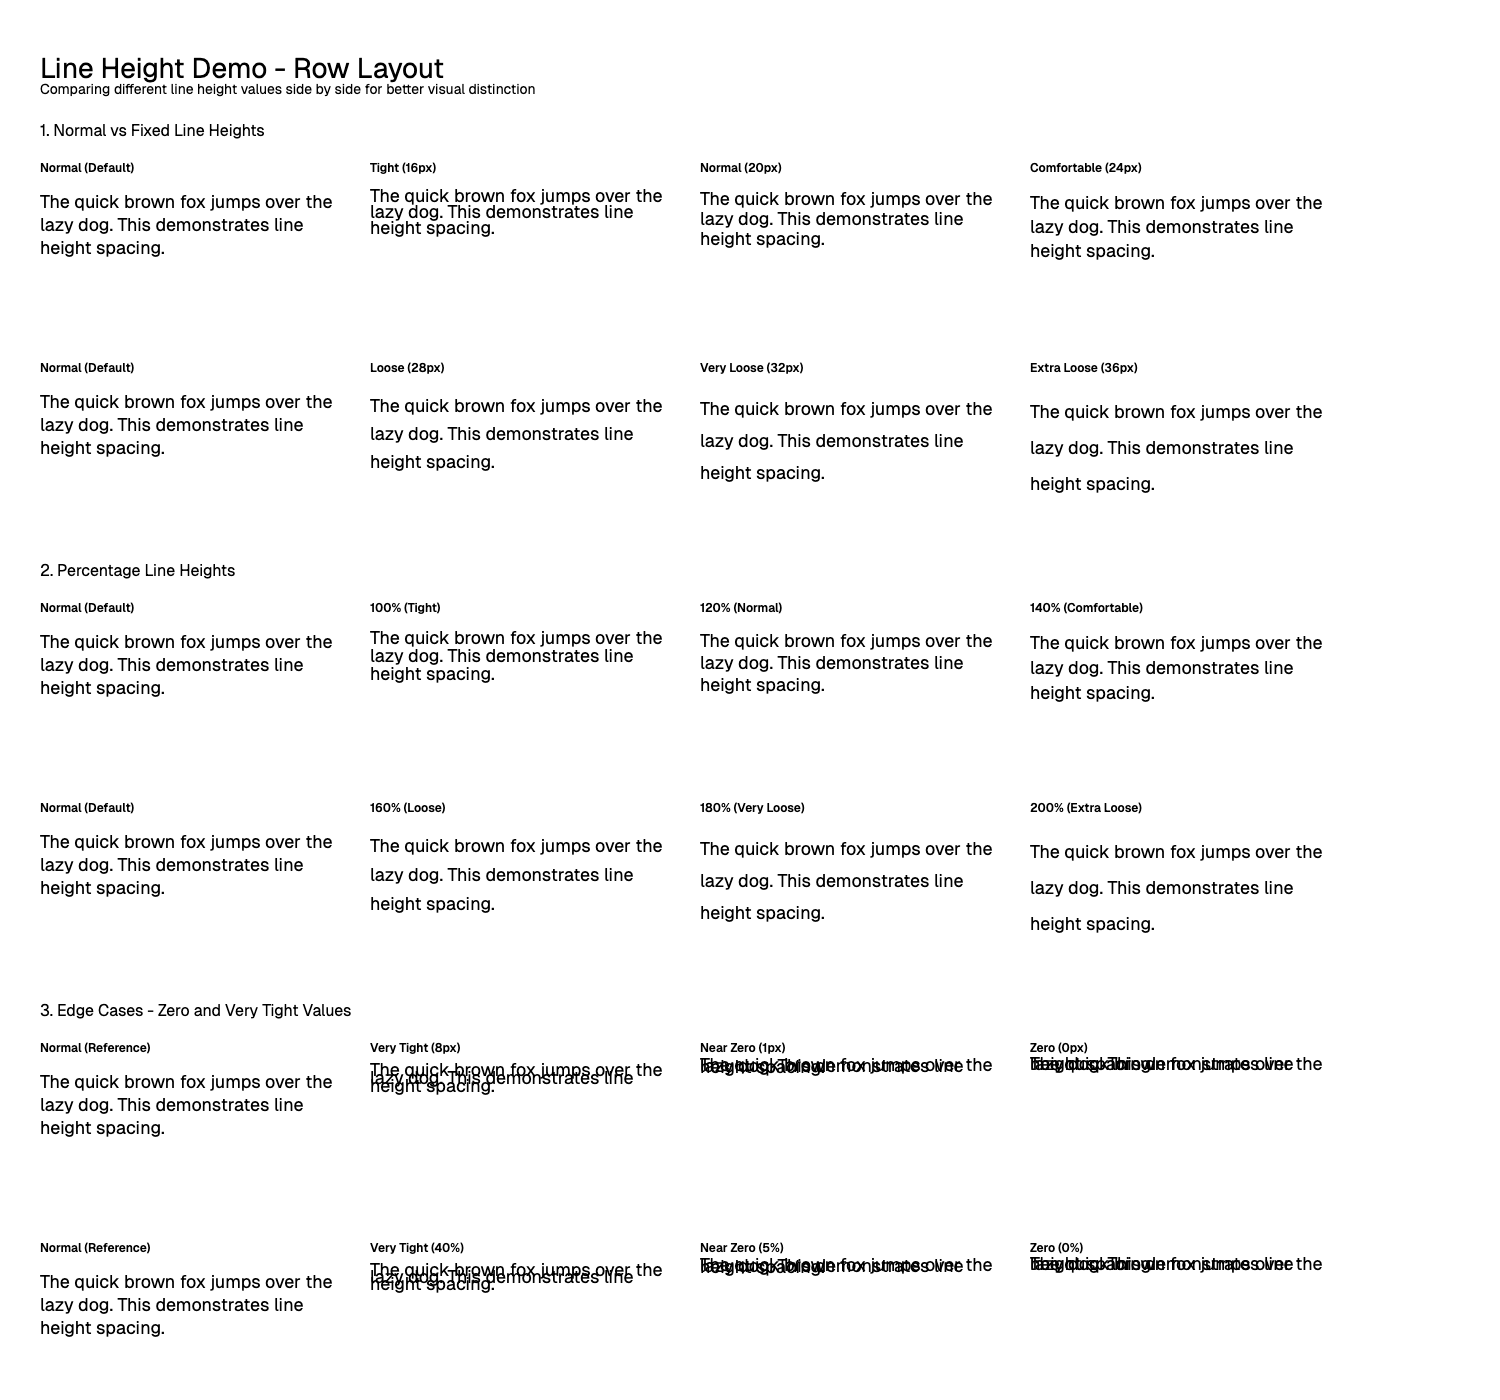 Line Height Demo - Row Layout
Comparing different line height values side by side for better visual distinction
1. Normal vs Fixed Line Heights
Normal (Default)
The quick brown fox jumps over the
lazy dog. This demonstrates line
height spacing.
Tight (16px)
The quick brown fox jumps over the
lazy dog. This demonstrates line
height spacing.
Normal (20px)
The quick brown fox jumps over the
lazy dog. This demonstrates line
height spacing.
Comfortable (24px)
The quick brown fox jumps over the
lazy dog. This demonstrates line
height spacing.
Normal (Default)
The quick brown fox jumps over the
lazy dog. This demonstrates line
height spacing.
Loose (28px)
The quick brown fox jumps over the
lazy dog. This demonstrates line
height spacing.
Very Loose (32px)
The quick brown fox jumps over the
lazy dog. This demonstrates line
height spacing.
Extra Loose (36px)
The quick brown fox jumps over the
lazy dog. This demonstrates line
height spacing.
2. Percentage Line Heights
Normal (Default)
The quick brown fox jumps over the
lazy dog. This demonstrates line
height spacing.
100% (Tight)
The quick brown fox jumps over the
lazy dog. This demonstrates line
height spacing.
120% (Normal)
The quick brown fox jumps over the
lazy dog. This demonstrates line
height spacing.
140% (Comfortable)
The quick brown fox jumps over the
lazy dog. This demonstrates line
height spacing.
Normal (Default)
The quick brown fox jumps over the
lazy dog. This demonstrates line
height spacing.
160% (Loose)
The quick brown fox jumps over the
lazy dog. This demonstrates line
height spacing.
180% (Very Loose)
The quick brown fox jumps over the
lazy dog. This demonstrates line
height spacing.
200% (Extra Loose)
The quick brown fox jumps over the
lazy dog. This demonstrates line
height spacing.
3. Edge Cases - Zero and Very Tight Values
Normal (Reference)
The quick brown fox jumps over the
lazy dog. This demonstrates line
height spacing.
Very Tight (8px)
The quick brown fox jumps over the
lazy dog. This demonstrates line
height spacing.
Near Zero (1px)
fox jumps over the
Zero (0px)
the
Normal (Reference)
The quick brown fox jumps over the
lazy dog. This demonstrates line
height spacing.
Very Tight (40%)
The quick brown fox jumps over the
lazy dog. This demonstrates line
height spacing.
Near Zero (5%)
fox jumps over the
Zero (0%)
the